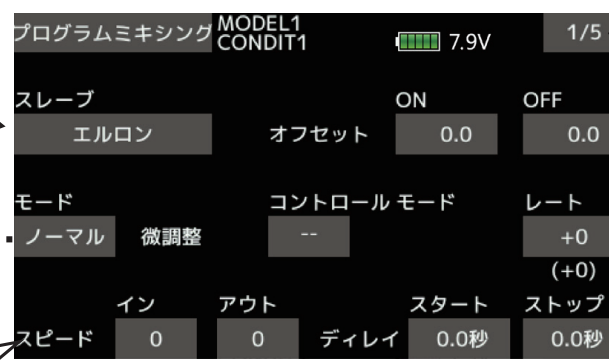 プログラムミキシング MODEL1 CONDIT1 7.9V 1/5
スレーブ ON OFF
エルロン オフセット 0.0 0.0
モード コントロール モード レート
ノーマル 微調整 -- +0
(+0)
イン アウト スタート ストップ
スピード 0 0 ディレイ 0.0秒 0.0秒